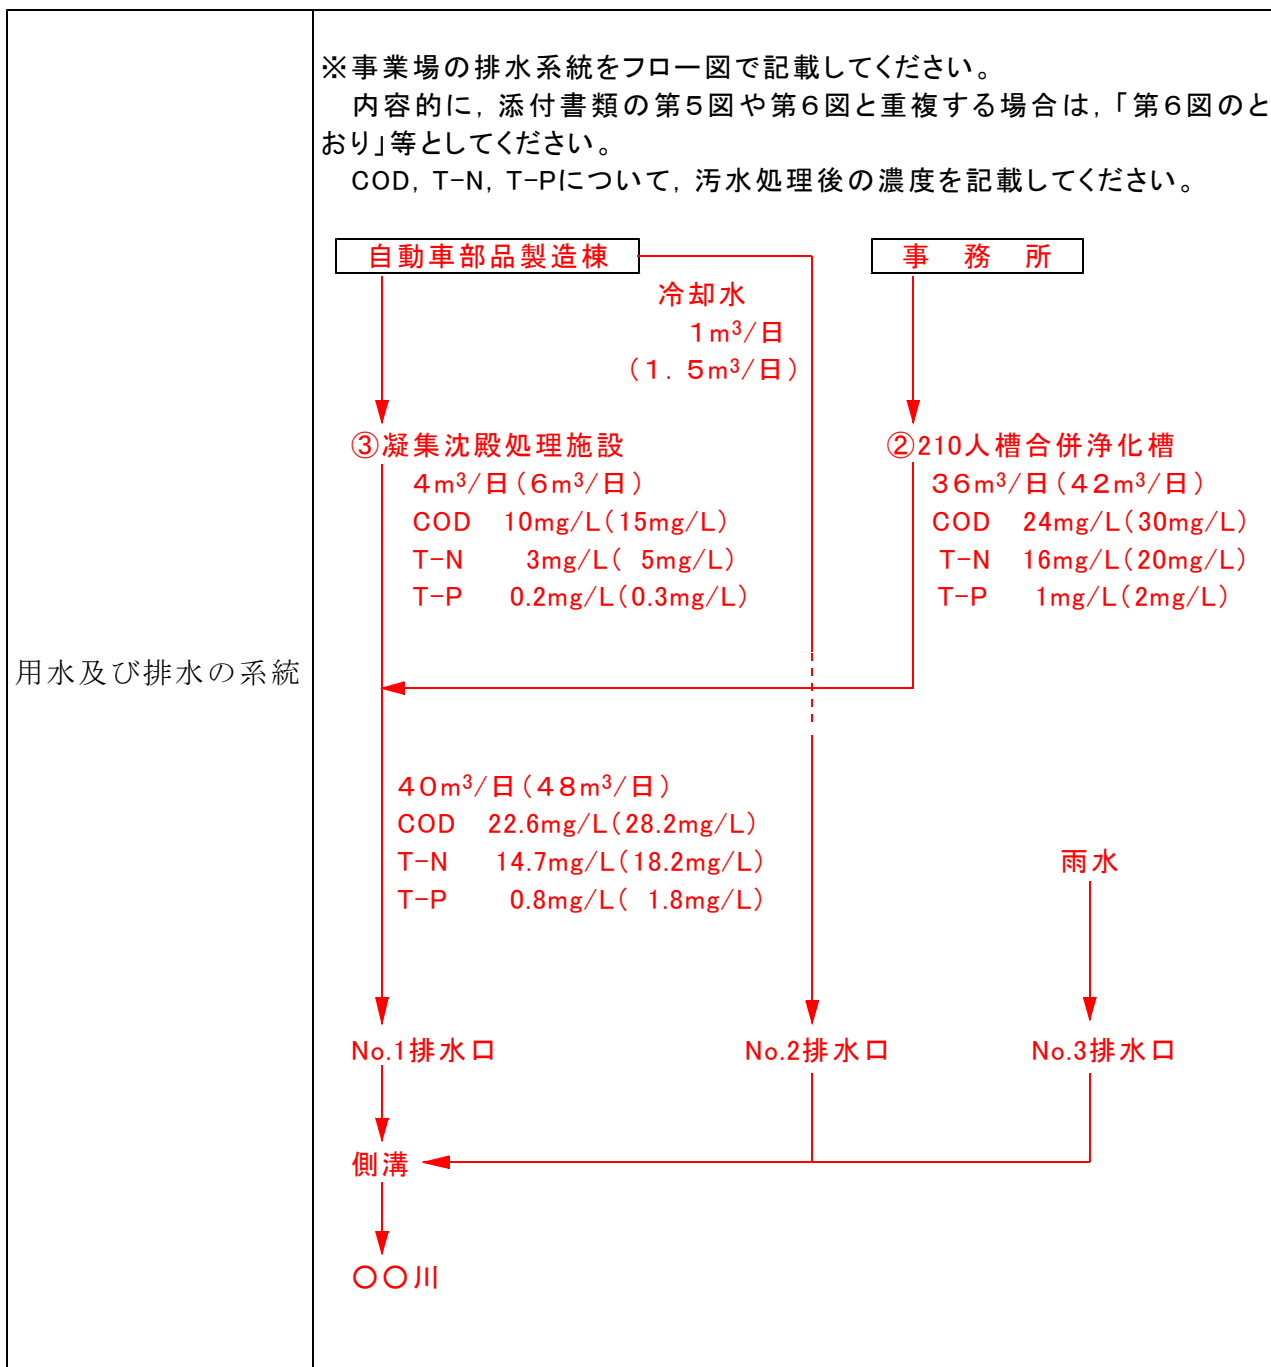 ※事業場の排水系統をフロー図で記載してください。
内容的に，添付書類の第５図や第６図と重複する場合は，「第６図のと
おり」等としてください。
COD，T-N，T-Pについて，汚水処理後の濃度を記載してください。
自動車部品製造棟
事　務　所
冷却水
１m³/日
（１．５m³/日）
③凝集沈殿処理施設
４m³/日（６m³/日）
COD　10mg/L（15mg/L）
T-N　3mg/L（ 5mg/L）
T-P　0.2mg/L（0.3mg/L）
②210人槽合併浄化槽
３６m³/日（４２m³/日）
COD　24mg/L（30mg/L）
T-N　16mg/L（20mg/L）
T-P　1mg/L（2mg/L）
用水及び排水の系統
４０m³/日（４８m³/日）
COD　22.6mg/L（28.2mg/L）
T-N　14.7mg/L（18.2mg/L）
T-P　0.8mg/L（ 1.8mg/L）
雨水
No.1排水口
No.2排水口
No.3排水口
側溝
〇〇川